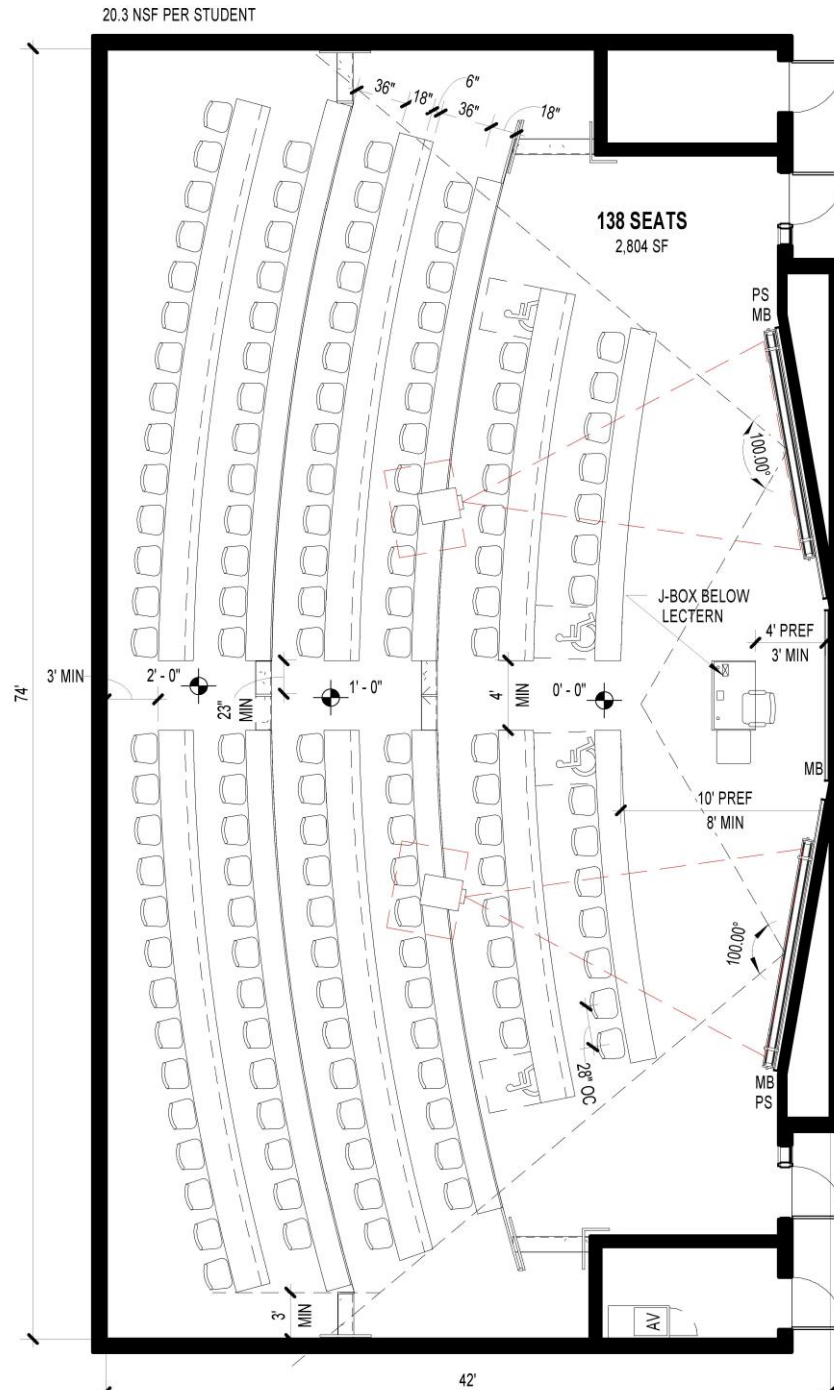 20.3 NSF PER STUDENT
36"
18"
6"
36"
18"
138 SEATS
2,804 SF
PS
MB
100.00°
J-BOX BELOW
LECTERN
4' PREF
3' MIN
3' MIN
2' - 0"
23"
MIN
1' - 0"
4'
MIN
0' - 0"
74'
MB
10' PREF
8' MIN
100.00°
28" OC
MB
PS
3'
MIN
AV
42'